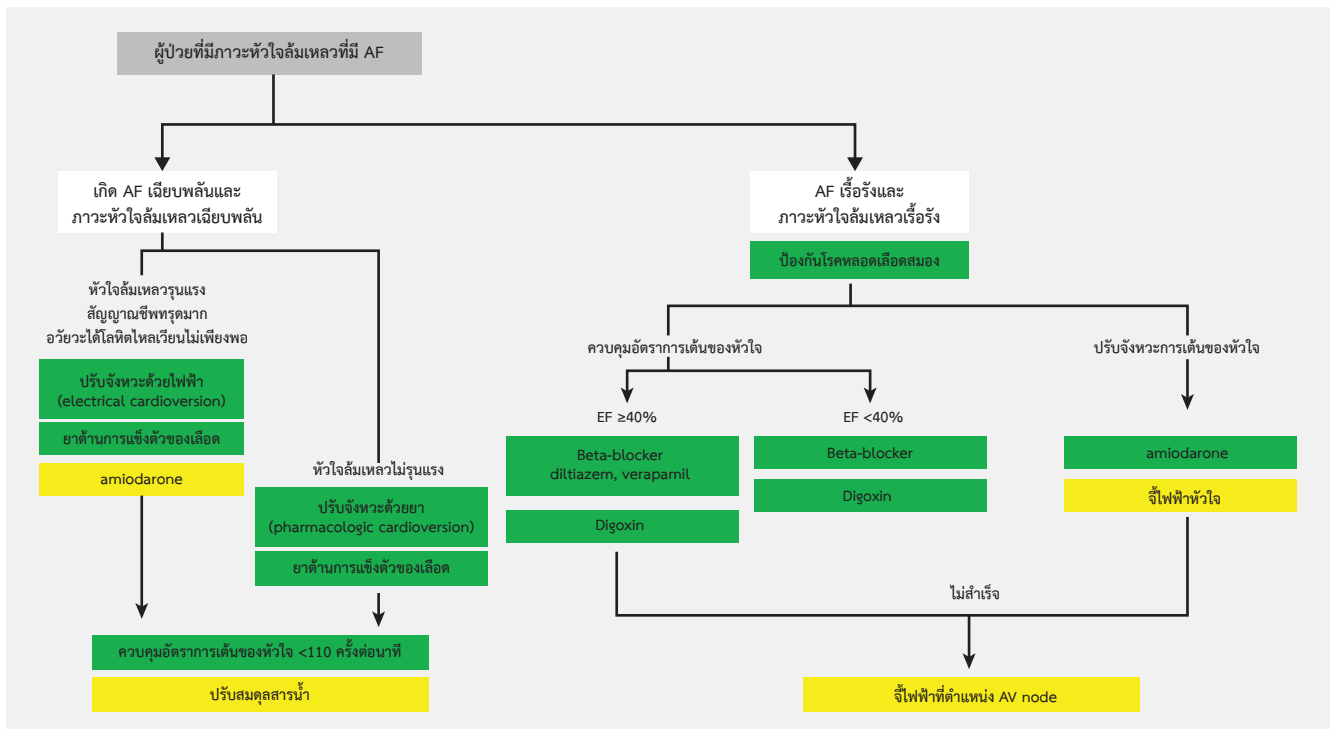 ผู้ป่วยที่มีภาวะหัวใจล้มเหลวที่มี AF
เกิด AF เฉียบพลันและ
ภาวะหัวใจล้มเหลวเฉียบพลัน
หัวใจล้มเหลวรุนแรง
สัญญาณชีพทรุดมาก
อวัยวะได้โลหิตไหลเวียนไม่เพียงพอ
ปรับจังหวะด้วยไฟฟ้า
(electrical cardioversion)
ยาต้านการแข็งตัวของเลือด
amiodarone
หัวใจล้มเหลวไม่รุนแรง
ปรับจังหวะด้วยยา
(pharmacologic cardioversion)
ยาต้านการแข็งตัวของเลือด
ควบคุมอัตราการเต้นของหัวใจ <110 ครั้งต่อนาที
ปรับสมดุลสารน้ำ
AF เรื้อรังและ
ภาวะหัวใจล้มเหลวเรื้อรัง
ป้องกันโรคหลอดเลือดสมอง
ควบคุมอัตราการเต้นของหัวใจ
EF ≥40%
Beta-blocker
diltiazem, verapamil
Digoxin
EF <40%
Beta-blocker
Digoxin
ปรับจังหวะการเต้นของหัวใจ
amiodarone
จี้ไฟฟ้าหัวใจ
ไม่สำเร็จ
จี้ไฟฟ้าที่ตำแหน่ง AV node